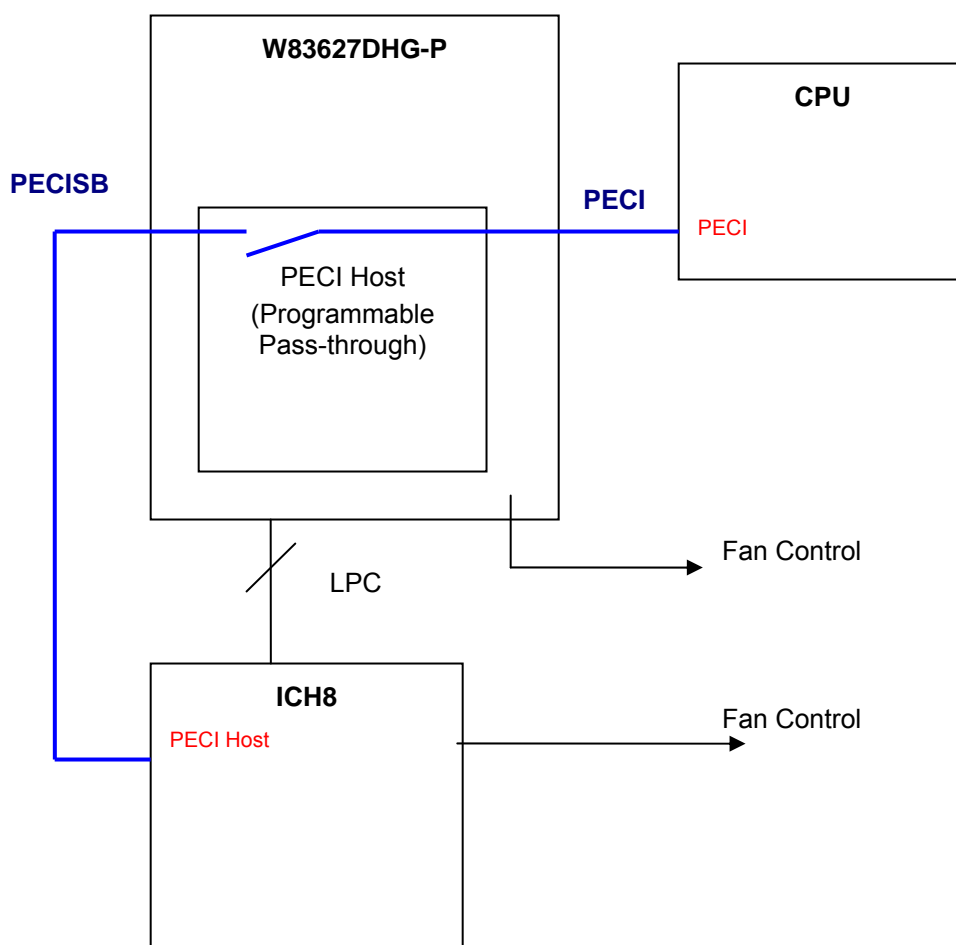 W83627DHG-P
CPU
PECISB
PECI
PECI
PECI Host
(Programmable
Pass-through)
Fan Control
LPC
ICH8
Fan Control
PECI Host